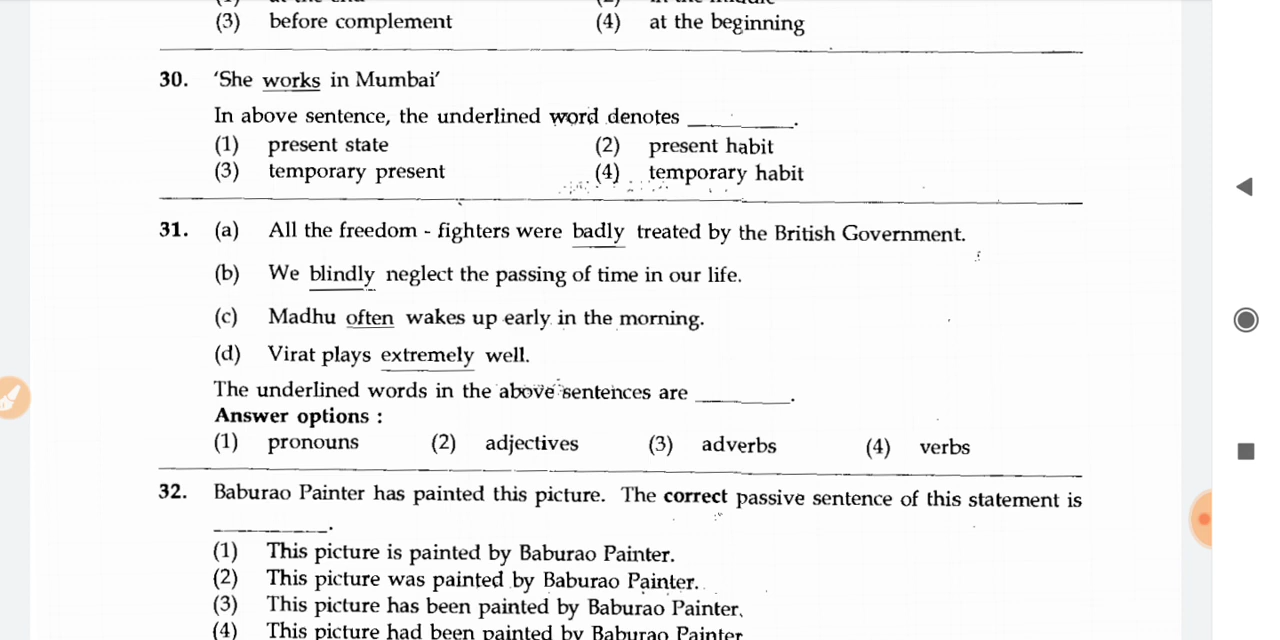 (3) before complement (4) at the beginning
30. ‘She works in Mumbai’
In above sentence, the underlined word denotes __________.
(1) present state (2) present habit
(3) temporary present (4) temporary habit
31. (a) All the freedom - fighters were badly treated by the British Government.
(b) We blindly neglect the passing of time in our life.
(c) Madhu often wakes up early in the morning.
(d) Virat plays extremely well.
The underlined words in the above sentences are _________.
Answer options :
(1) pronouns (2) adjectives (3) adverbs (4) verbs
32. Baburao Painter has painted this picture. The correct passive sentence of this statement is
__________.
(1) This picture is painted by Baburao Painter.
(2) This picture was painted by Baburao Painter.
(3) This picture has been painted by Baburao Painter.
(4) This picture had been painted by Baburao Painter